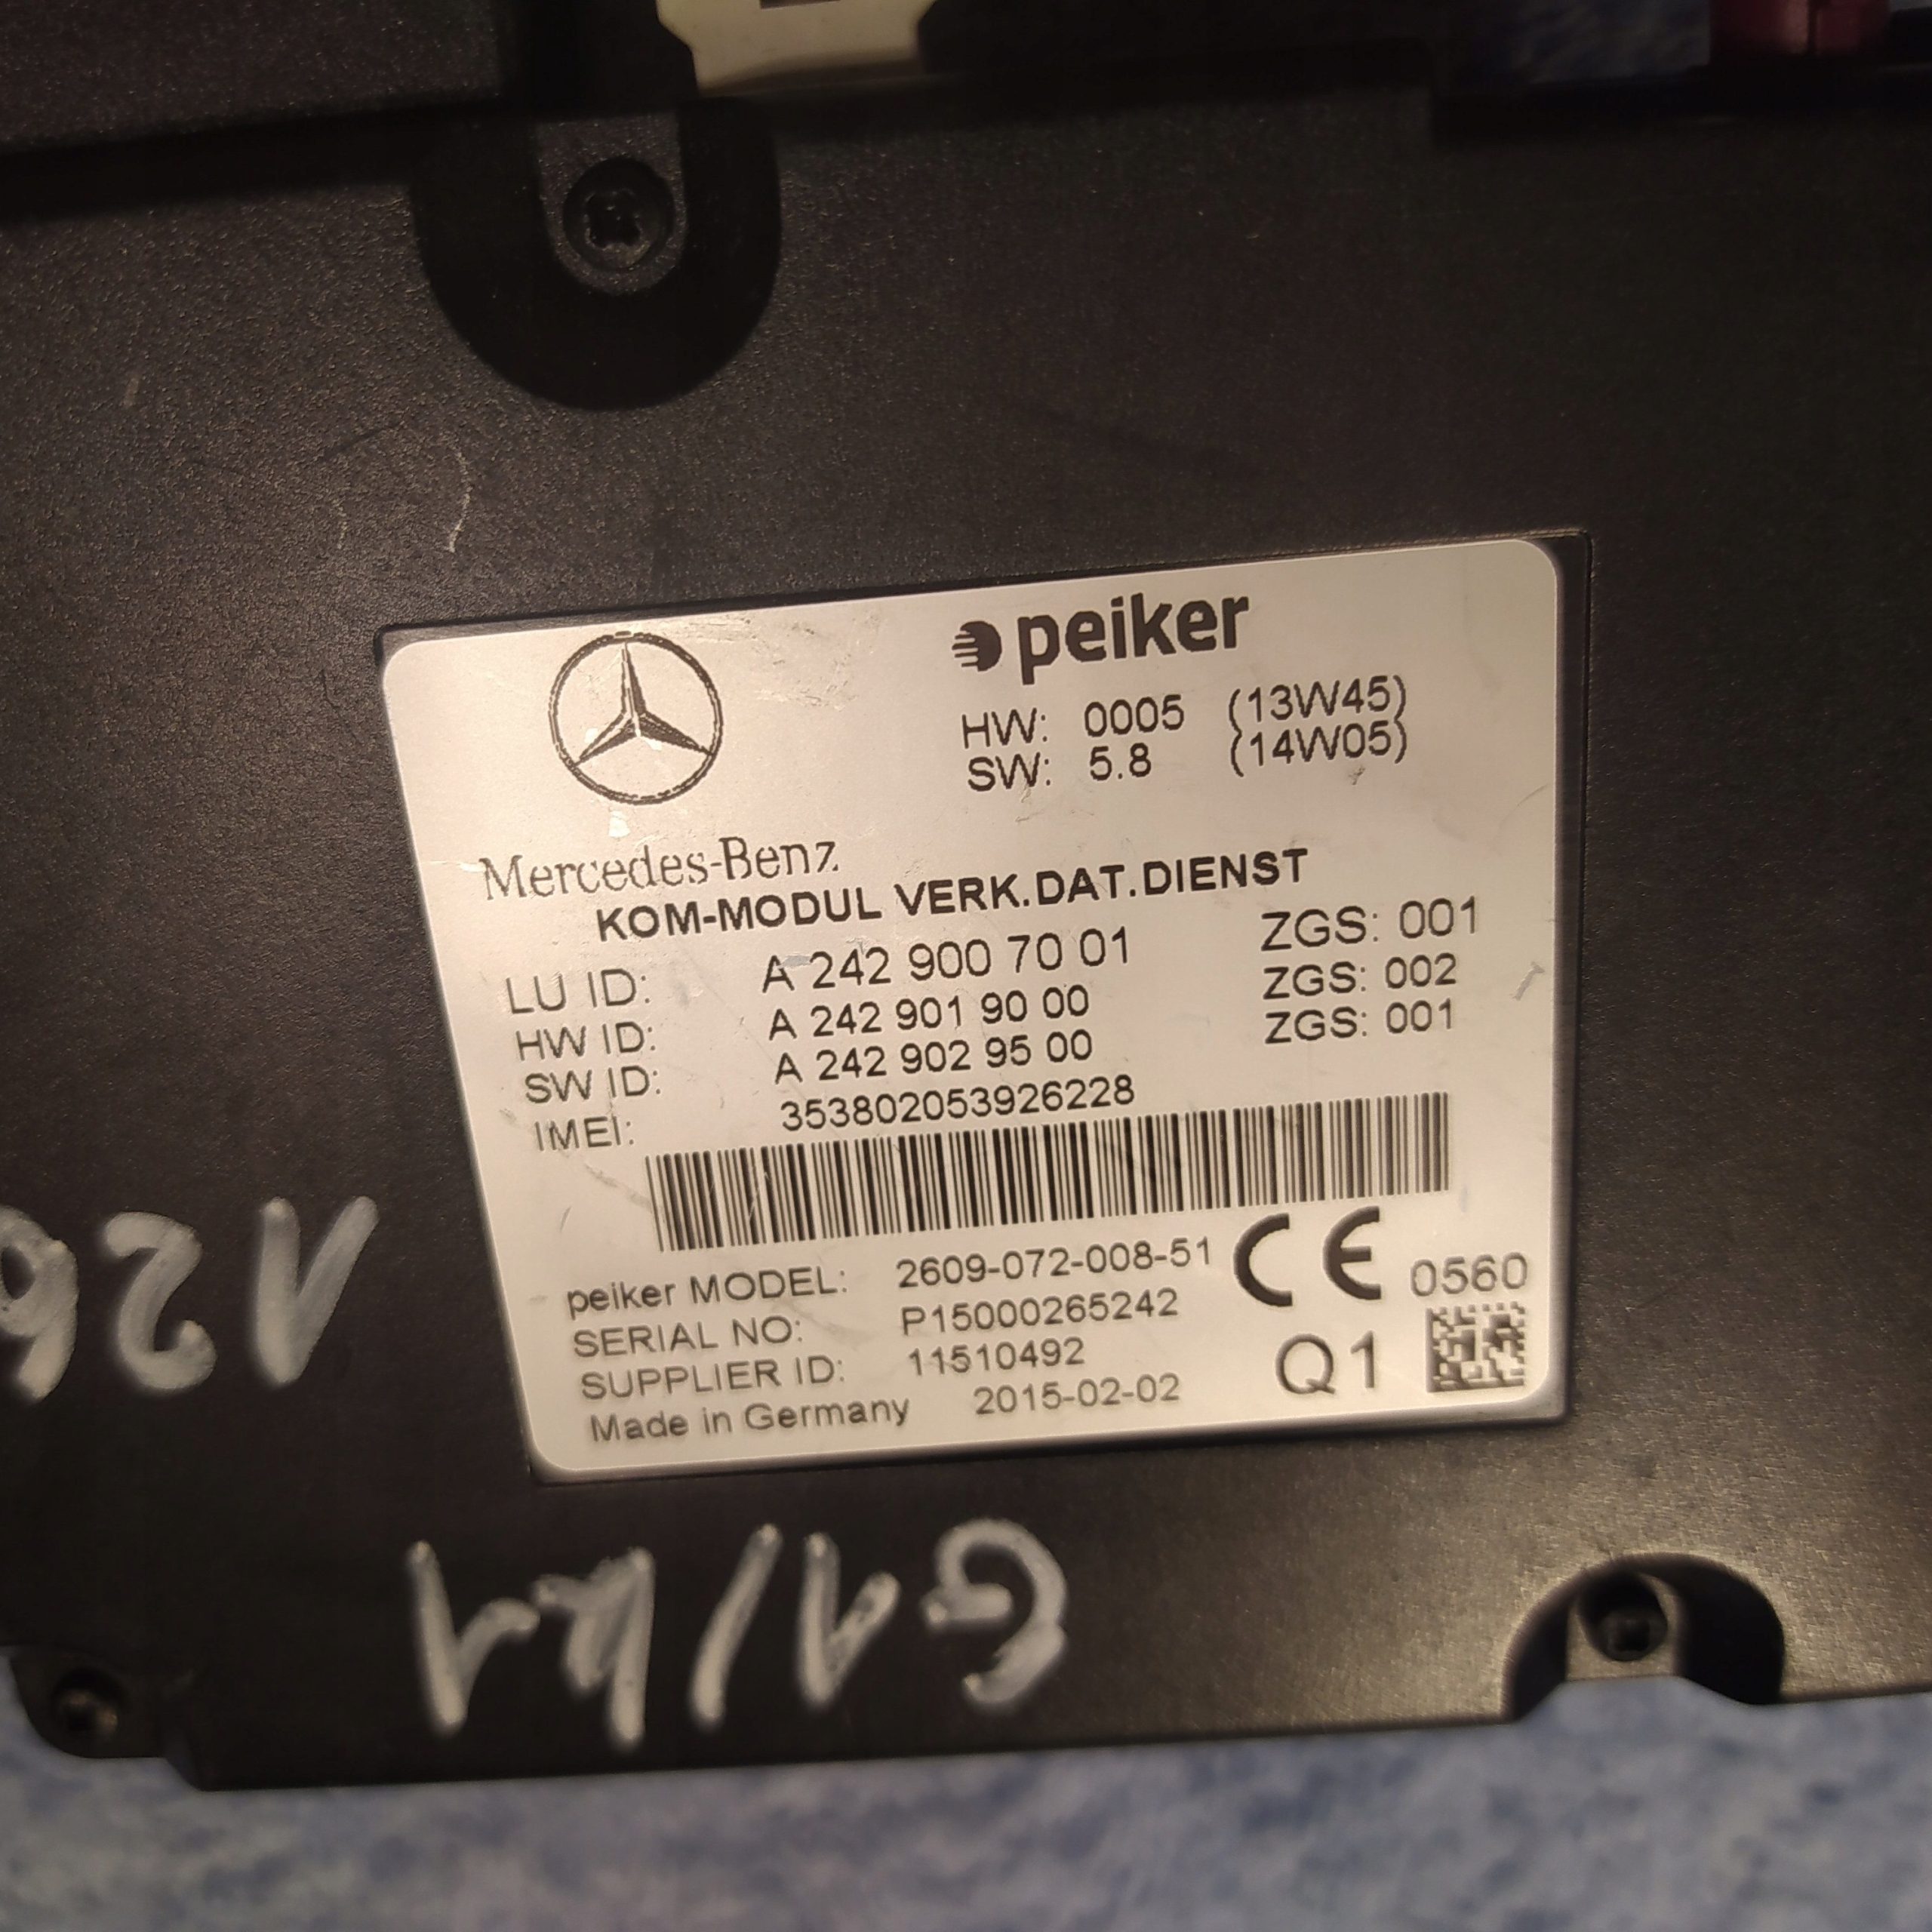 peiker
HW: 0005 (13W45)
SW: 5.8 (14W05)
Mercedes-Benz
KOM-MODUL VERK.DAT.DIENST
LU ID: A 242 900 70 01 ZGS: 001
HW ID: A 242 901 90 00 ZGS: 002
SW ID: A 242 902 95 00 ZGS: 001
IMEI: 353802053926228
peiker MODEL: 2609-072-008-51
SERIAL NO: P15000265242
SUPPLIER ID: 11510492
Made in Germany 2015-02-02
CE 0560
Q1
126